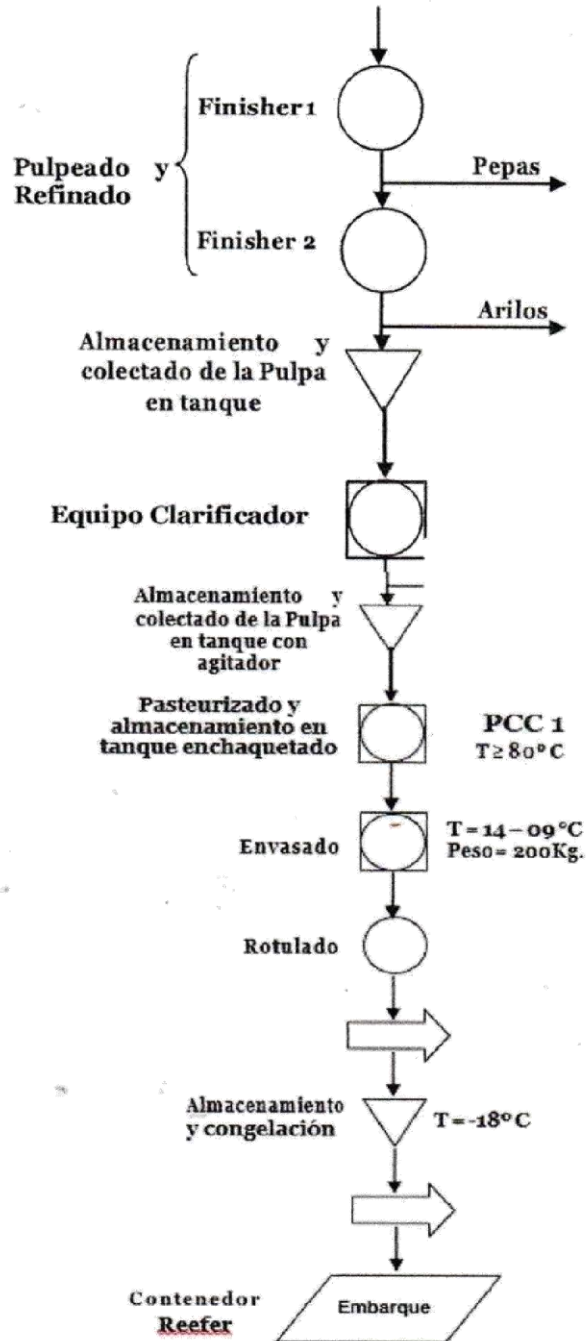 Finisher 1
Pulpeado y
Refinado
Pepas
Finisher 2
Arilos
Almacenamiento y
colectado de la Pulpa
en tanque
Equipo Clarificador
Almacenamiento y
colectado de la Pulpa
en tanque con
agitador
Pasteurizado y
almacenamiento en
tanque enchaquetado
PCC 1
T≥80°C
Envasado
T=14–09°C
Peso=200Kg.
Rotulado
Almacenamiento
y congelación
T=-18°C
Contenedor
Reefer
Embarque